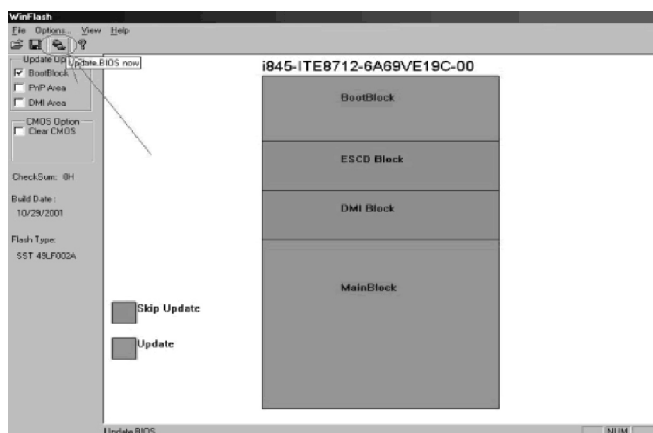 WinFlash
File Options View Help
Update BIOS now
Update Op
BootBlock
PnP Area
DMI Area
CMOS Option
Clear CMOS
CheckSum: 0H
Build Date:
10/29/2001
Flash Type:
SST 49LF002A
i845-ITE8712-6A69VE19C-00
BootBlock
ESCD Block
DMI Block
MainBlock
Skip Update
Update
Update BIOS
NUM